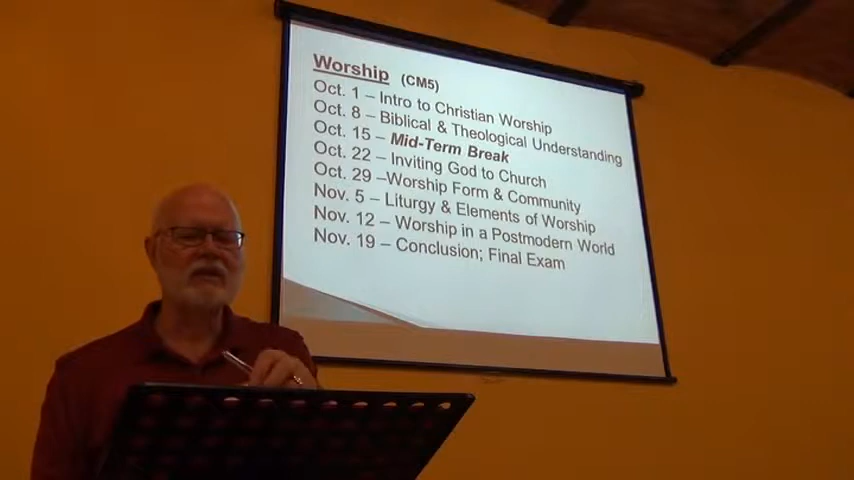 Worship (CM5)
Oct. 1 – Intro to Christian Worship
Oct. 8 – Biblical & Theological Understanding
Oct. 15 – Mid-Term Break
Oct. 22 – Inviting God to Church
Oct. 29 –Worship Form & Community
Nov. 5 – Liturgy & Elements of Worship
Nov. 12 – Worship in a Postmodern World
Nov. 19 – Conclusion; Final Exam